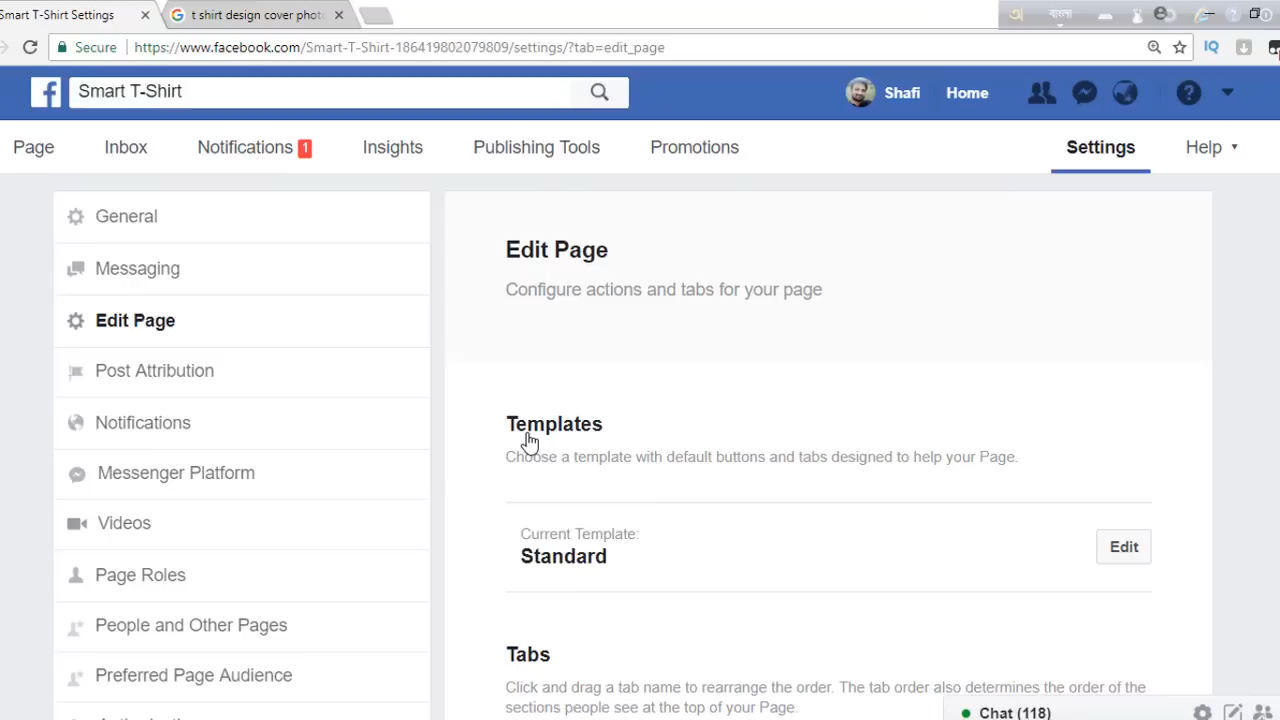 Smart T-Shirt Settings
t shirt design cover phot
বাংলা
Secure
https://www.facebook.com/Smart-T-Shirt-186419802079809/settings/?tab=edit_page
IQ
Smart T-Shirt
Shafi
Home
Page
Inbox
Notifications 1
Insights
Publishing Tools
Promotions
Settings
Help
General
Messaging
Edit Page
Post Attribution
Notifications
Messenger Platform
Videos
Page Roles
People and Other Pages
Preferred Page Audience
Edit Page
Configure actions and tabs for your page
Templates
Choose a template with default buttons and tabs designed to help your Page.
Current Template:
Standard
Edit
Tabs
Click and drag a tab name to rearrange the order. The tab order also determines the order of the
sections people see at the top of your Page.
Chat (118)